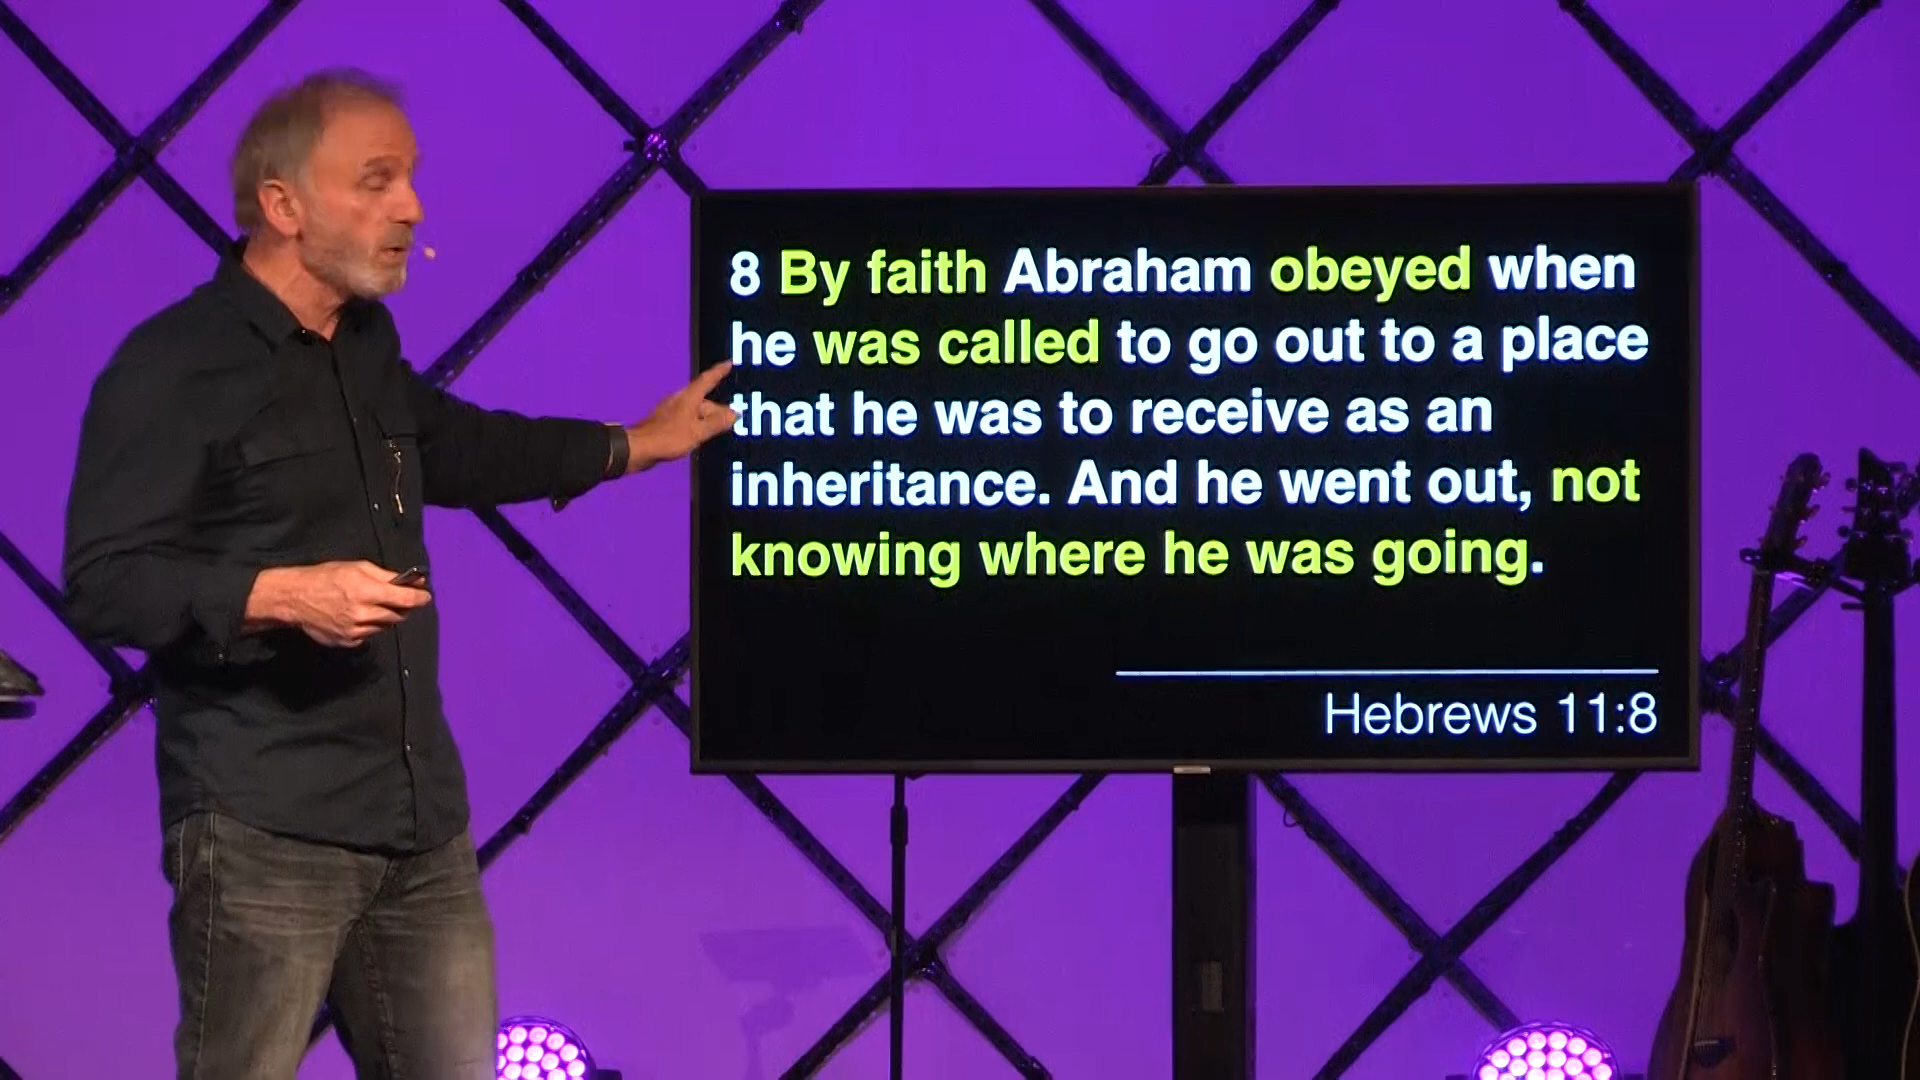 8 By faith Abraham obeyed when
he was called to go out to a place
that he was to receive as an
inheritance. And he went out, not
knowing where he was going.
Hebrews 11:8